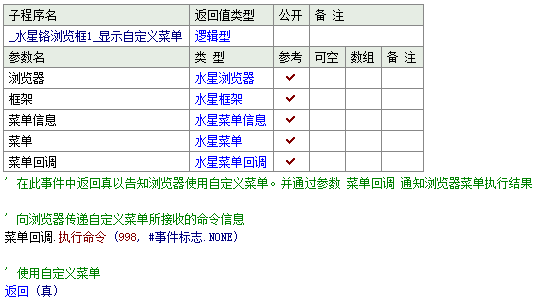 子程序名 返回值类型 公开 备 注
_水星铬浏览框1_显示自定义菜单 逻辑型
参数名 类 型 参考 可空 数组 备 注
浏览器 水星浏览器 ✓
框架 水星框架 ✓
菜单信息 水星菜单信息 ✓
菜单 水星菜单 ✓
菜单回调 水星菜单回调 ✓
' 在此事件中返回真以告知浏览器使用自定义菜单。并通过参数 菜单回调 通知浏览器菜单执行结果
' 向浏览器传递自定义菜单所接收的命令信息
菜单回调.执行命令 (998, #事件标志.NONE)
' 使用自定义菜单
返回 (真)